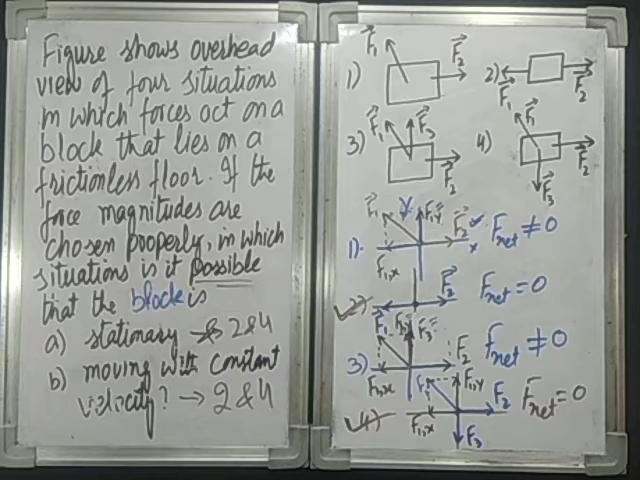 Figure shows overhead
view of four situations
in which forces act on a
block that lies on a
frictionless floor. If the
force magnitudes are
chosen properly, in which
situations is it possible
that the block is
a) stationary → 2 & 4
b) moving with constant
velocity? → 2 & 4
1) F₁ F₂
2) F₁ F₂
3) F₁ F₃ F₂
4) F₁ F₂ F₃
1). F₁ Y F₁,Y F₂ x F₁,X Fnet ≠ 0
2) F₁ F₂ Fnet = 0
3) F₃ F₂ F₁,X Fnet ≠ 0
4) F₁ F₁,Y F₂ F₁,X F₃ Fnet = 0